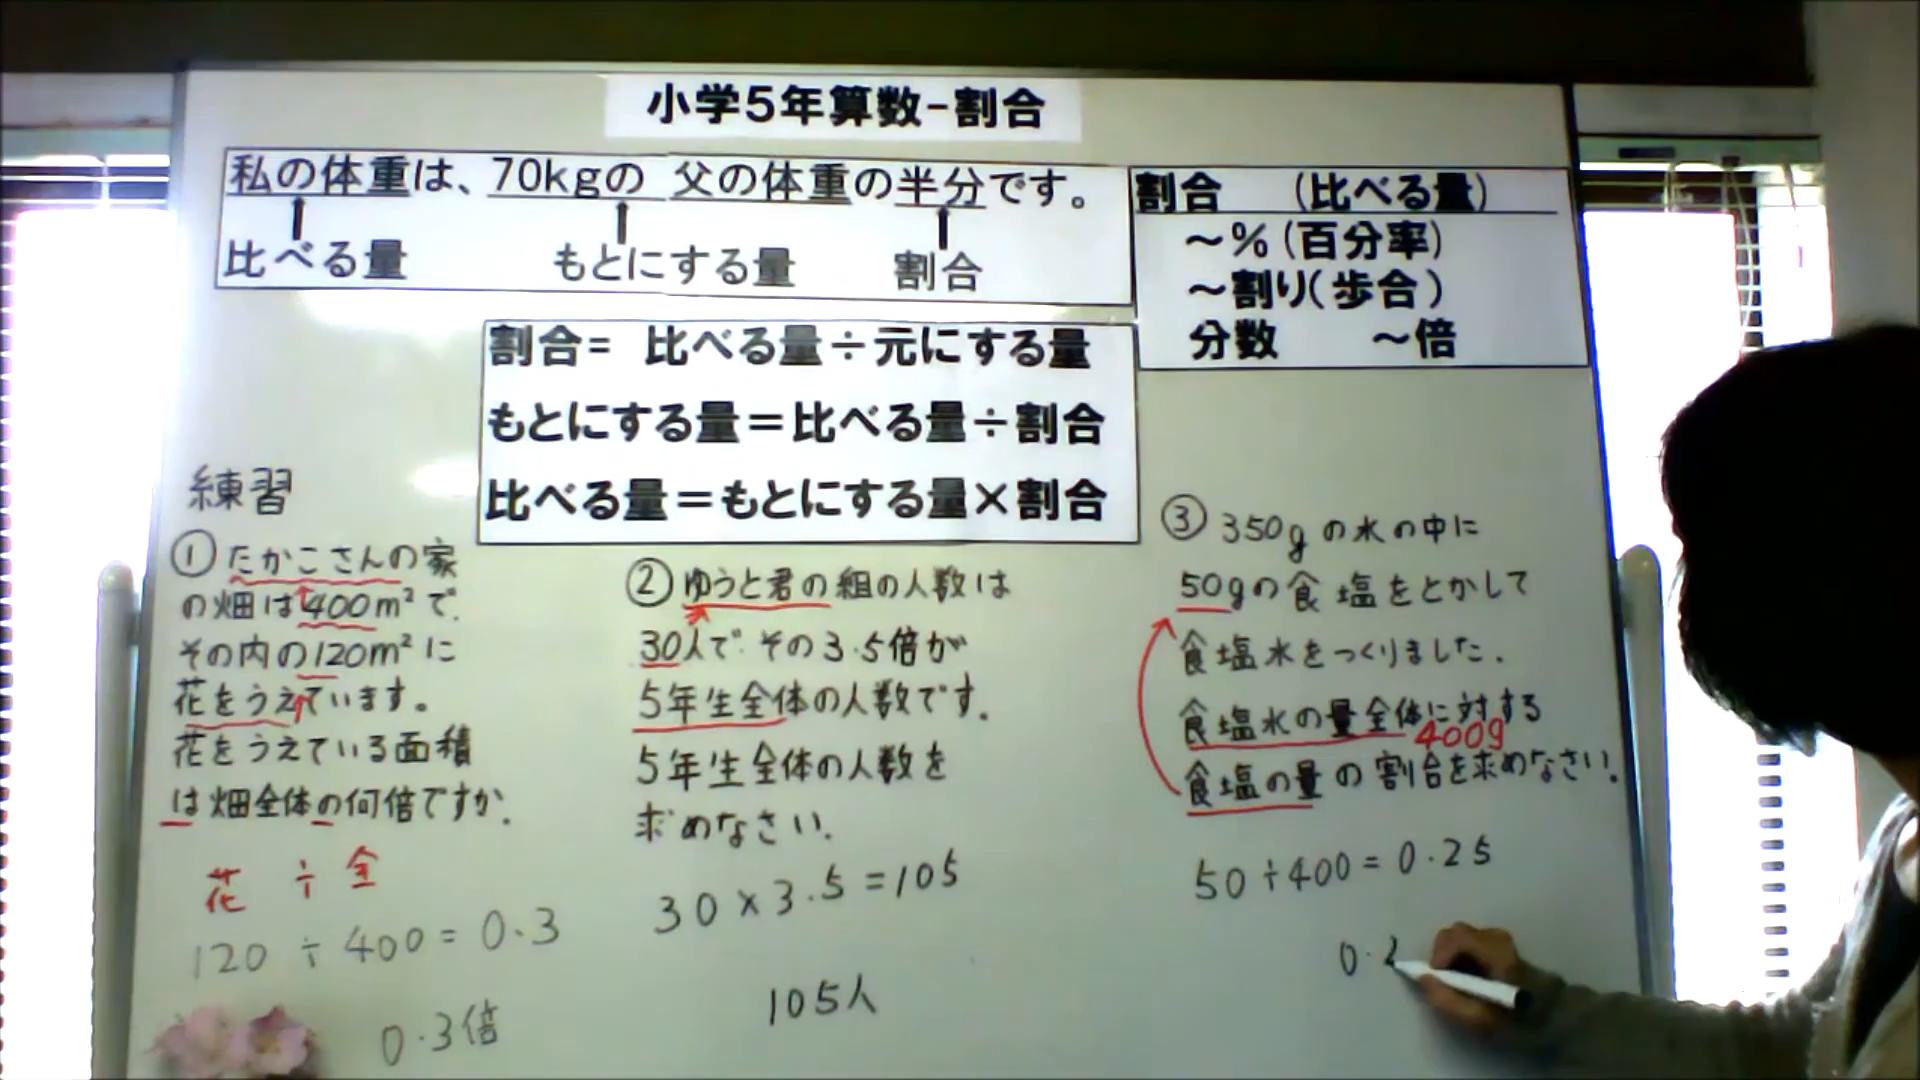 小学5年算数-割合
私の体重は、70kgの 父の体重の半分です。
比べる量 もとにする量 割合
割合 (比べる量)
～%(百分率)
～割り(歩合)
分数 ～倍
割合= 比べる量÷元にする量
もとにする量=比べる量÷割合
比べる量=もとにする量×割合
練習
① たかこさんの家
の畑は400m²で.
その内の120m²に
花をうえています。
花をうえている面積
は畑全体の何倍ですか.
花 ÷ 全
120 ÷ 400 = 0.3
0.3倍
② ゆうと君の組の人数は
30人で.その3.5倍が
5年生全体の人数です.
5年生全体の人数を
求めなさい.
30×3.5=105
105人
③ 350gの水の中に
50gの食塩をとかして
食塩水をつくりました.
食塩水の量全体に対する
400g
食塩の量の割合を求めなさい.
50÷400=0.25
0.2